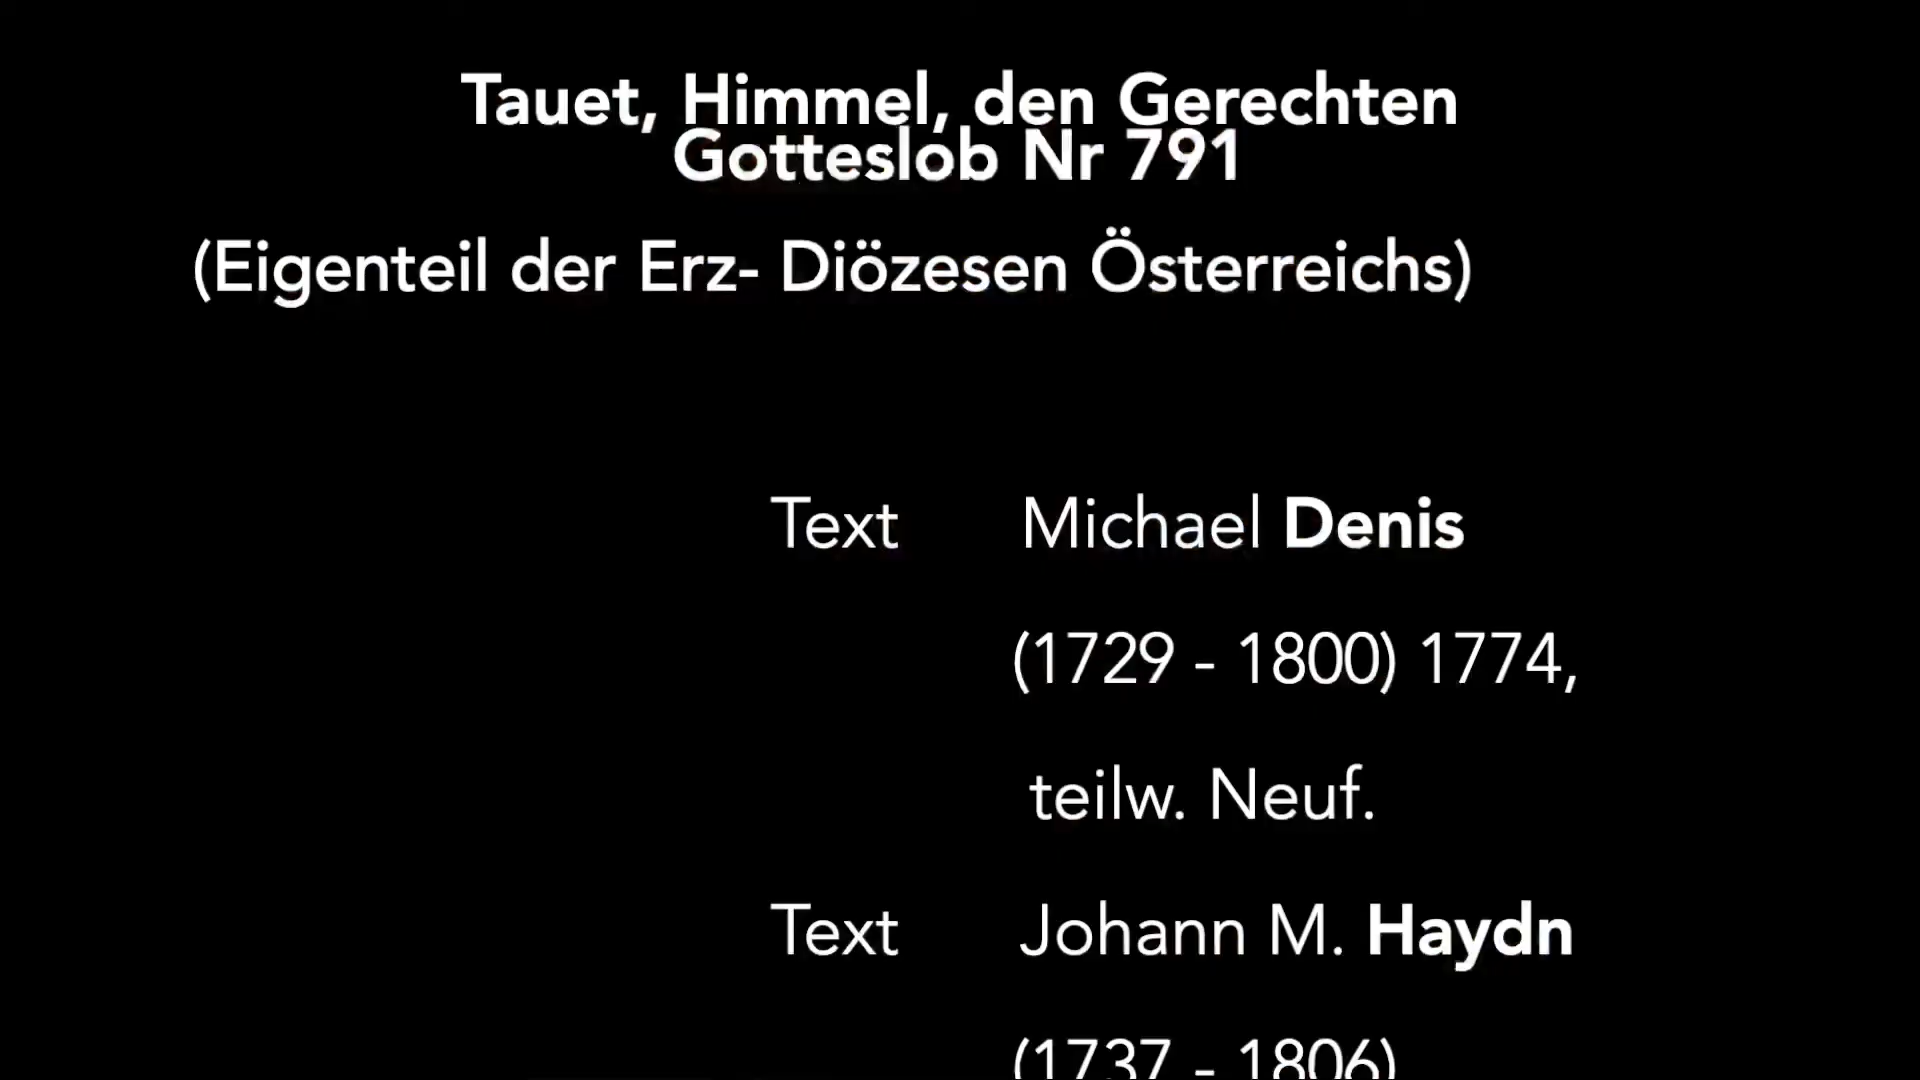 Tauet, Himmel, den Gerechten
Gotteslob Nr 791
(Eigenteil der Erz- Diözesen Österreichs)
Text Michael Denis
(1729 - 1800) 1774,
teilw. Neuf.
Text Johann M. Haydn
(1737 - 1806)